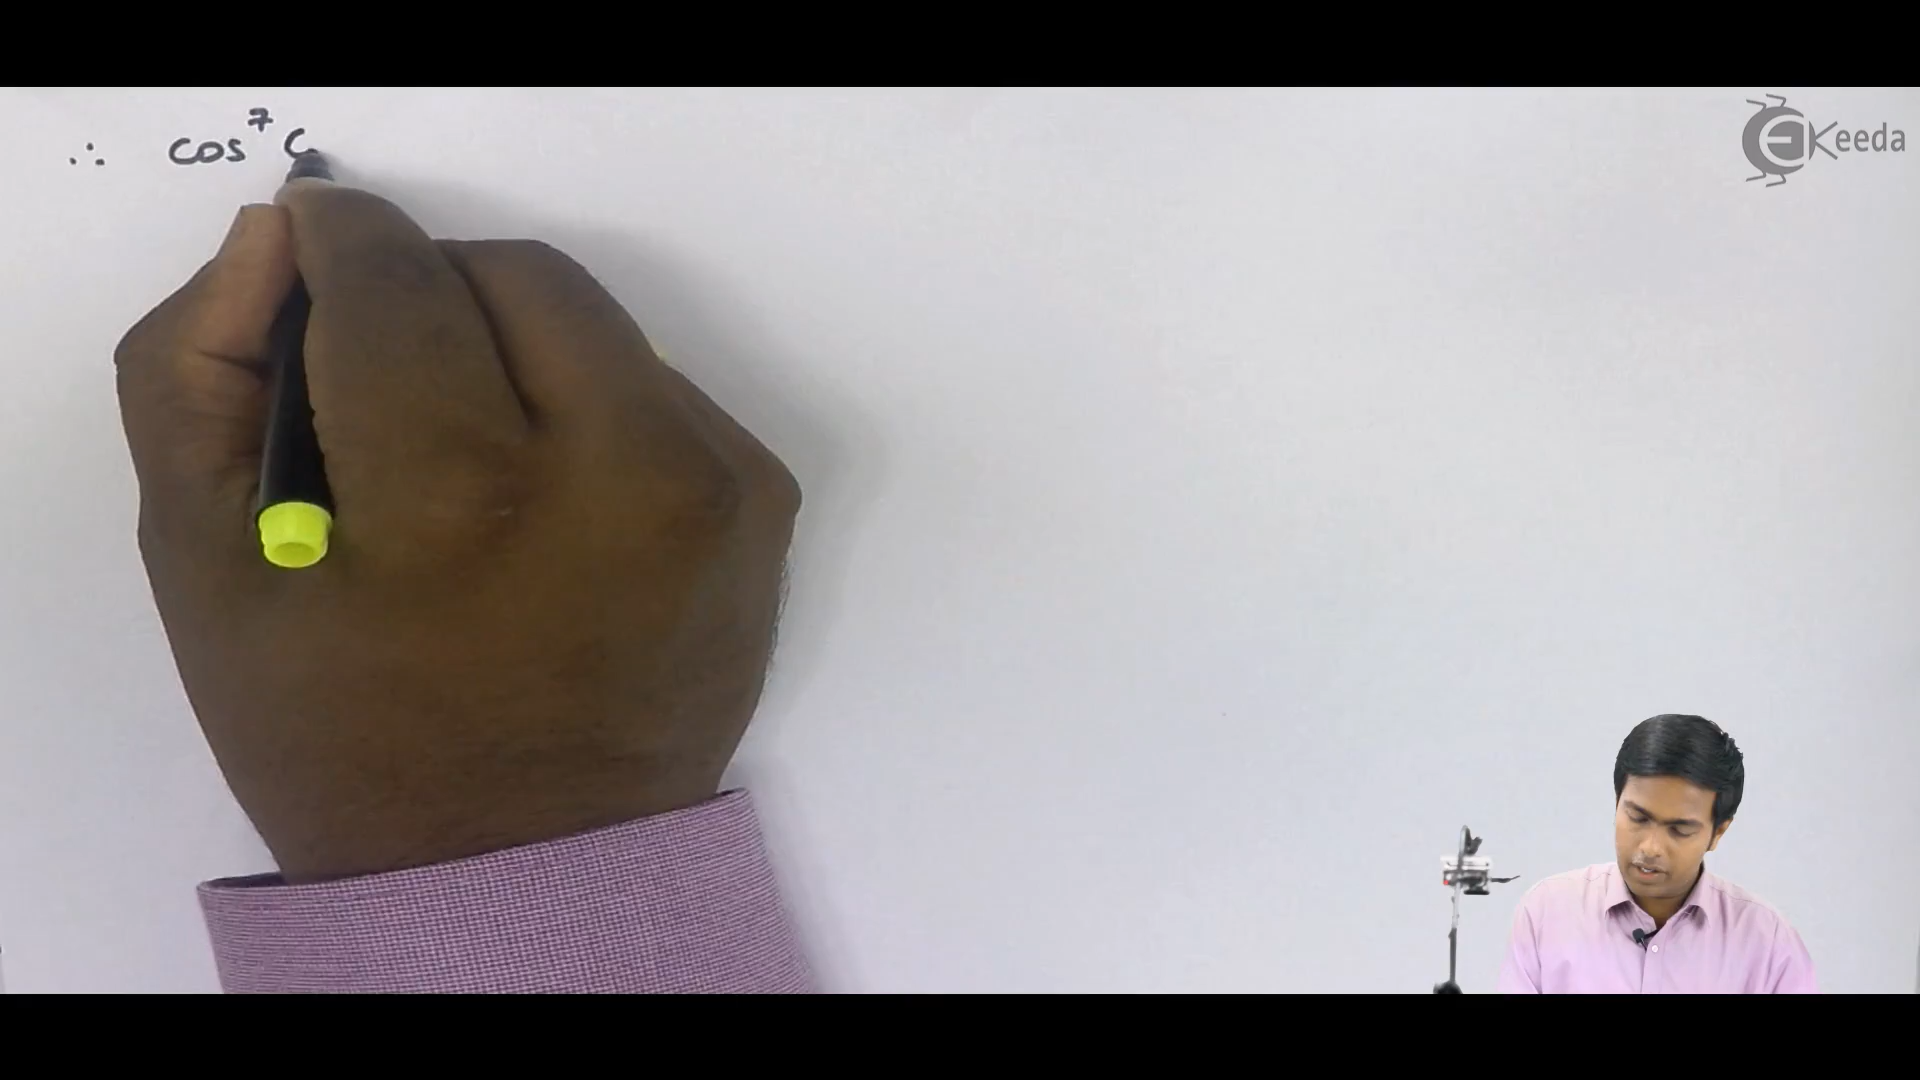 ∴ cos⁷
EKeeda